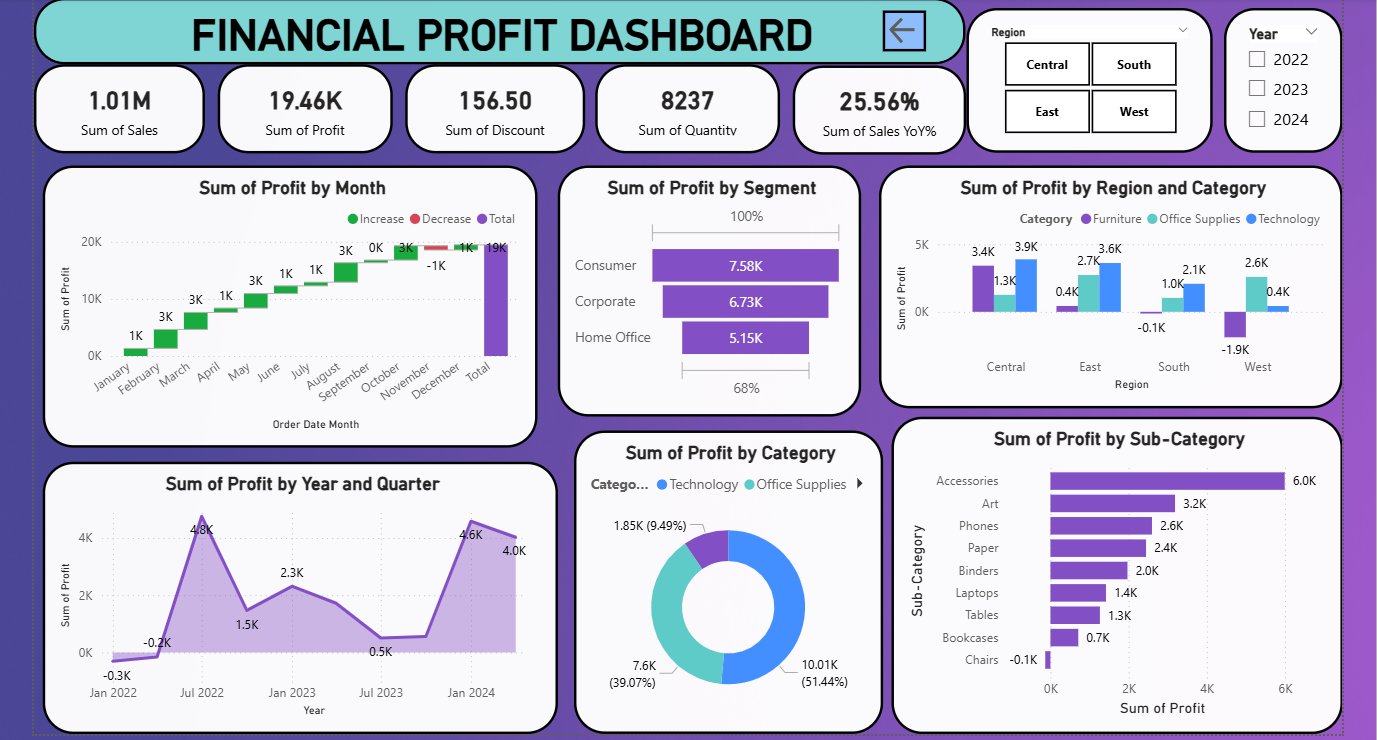 FINANCIAL PROFIT DASHBOARD
Region
Central
South
East
West
Year
2022
2023
2024
1.01M
Sum of Sales
19.46K
Sum of Profit
156.50
Sum of Discount
8237
Sum of Quantity
25.56%
Sum of Sales YoY%
Sum of Profit by Month
Increase Decrease Total
Sum of Profit
20K
10K
0K
1K
3K
3K
1K
3K
1K
1K
3K
0K
3K
-1K
1K
19K
January
February
March
April
May
June
July
August
September
October
November
December
Total
Order Date Month
Sum of Profit by Segment
100%
Consumer 7.58K
Corporate 6.73K
Home Office 5.15K
68%
Sum of Profit by Region and Category
Category Furniture Office Supplies Technology
Sum of Profit
5K
0K
3.4K
1.3K
3.9K
0.4K
2.7K
3.6K
-0.1K
1.0K
2.1K
-1.9K
2.6K
0.4K
Central
East
South
West
Region
Sum of Profit by Year and Quarter
Sum of Profit
4K
2K
0K
-0.3K
-0.2K
4.8K
1.5K
2.3K
0.5K
4.6K
4.0K
Jan 2022
Jul 2022
Jan 2023
Jul 2023
Jan 2024
Year
Sum of Profit by Category
Catego... Technology Office Supplies
1.85K (9.49%)
7.6K
(39.07%)
10.01K
(51.44%)
Sum of Profit by Sub-Category
Sub-Category
Accessories 6.0K
Art 3.2K
Phones 2.6K
Paper 2.4K
Binders 2.0K
Laptops 1.4K
Tables 1.3K
Bookcases 0.7K
Chairs -0.1K
0K
2K
4K
6K
Sum of Profit